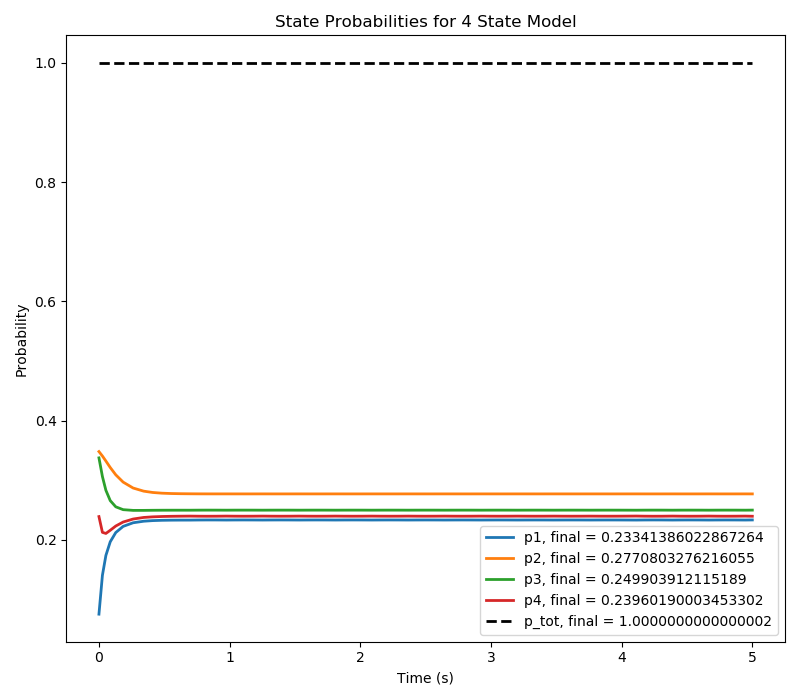 State Probabilities for 4 State Model
1.0
0.8
0.6
0.4
0.2
Probability
p1, final = 0.23341386022867264
p2, final = 0.2770803276216055
p3, final = 0.249903912115189
p4, final = 0.23960190003453302
p_tot, final = 1.0000000000000002
0 1 2 3 4 5
Time (s)